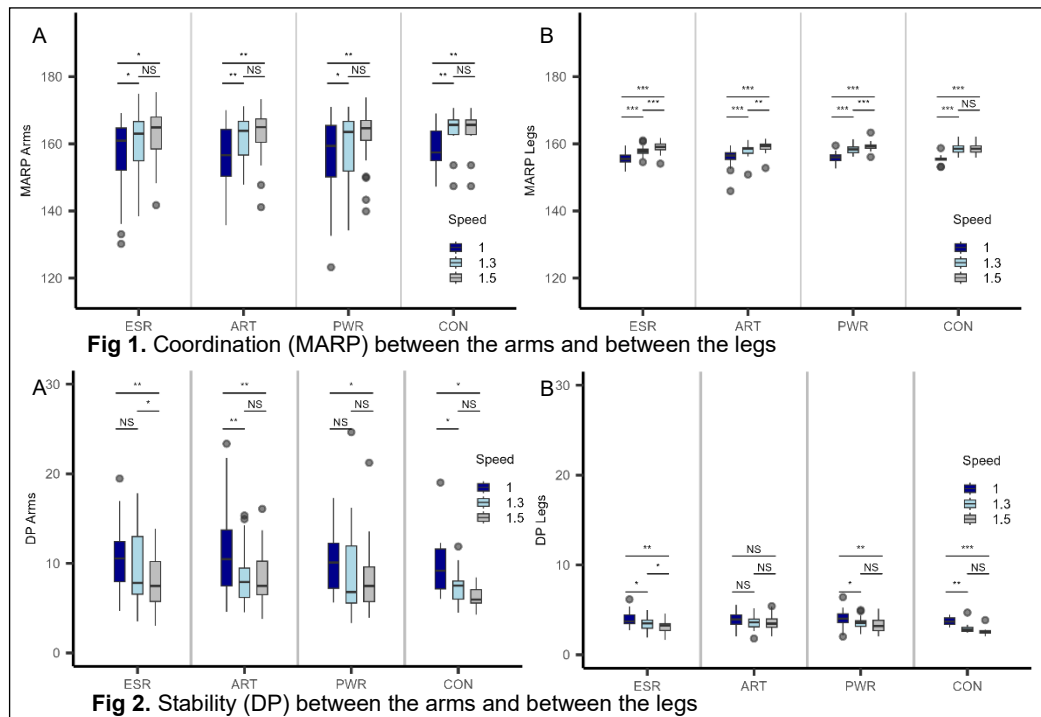 A
B
* ** ** **
* NS ** NS * NS ** NS
*** *** *** ***
*** *** *** ** *** *** *** NS
MARP Arms
180
160
140
120
Speed
1
1.3
1.5
ESR ART PWR CON
MARP Legs
180
160
140
120
Speed
1
1.3
1.5
ESR ART PWR CON
Fig 1. Coordination (MARP) between the arms and between the legs
A
B
** ** * *
* NS NS NS
NS ** NS *
DP Arms
30
20
10
0
Speed
1
1.3
1.5
ESR ART PWR CON
DP Legs
30
20
10
0
Speed
1
1.3
1.5
** NS ** ***
* NS NS NS
* NS * **
ESR ART PWR CON
Fig 2. Stability (DP) between the arms and between the legs